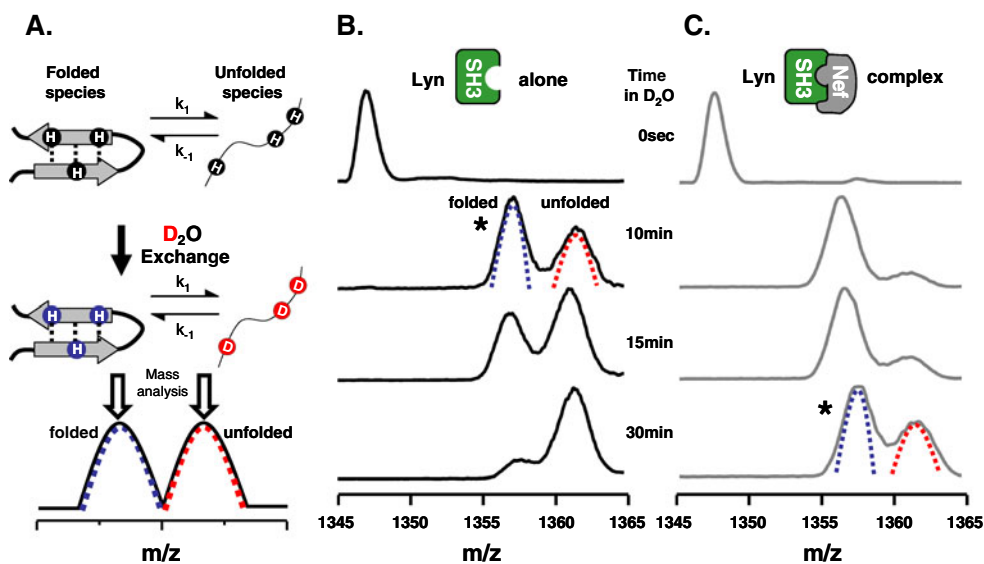 A.
Folded
species
Unfolded
species
k1
k-1
H
H
H
H
H
H
D2O
Exchange
k1
k-1
H
H
H
D
D
D
Mass
analysis
folded
unfolded
m/z
B.
Lyn
SH3
alone
folded
unfolded
*
1345
1350
1355
1360
1365
m/z
Time
in D2O
0sec
10min
15min
30min
C.
Lyn
SH3
Nef
complex
*
1345
1350
1355
1360
1365
m/z